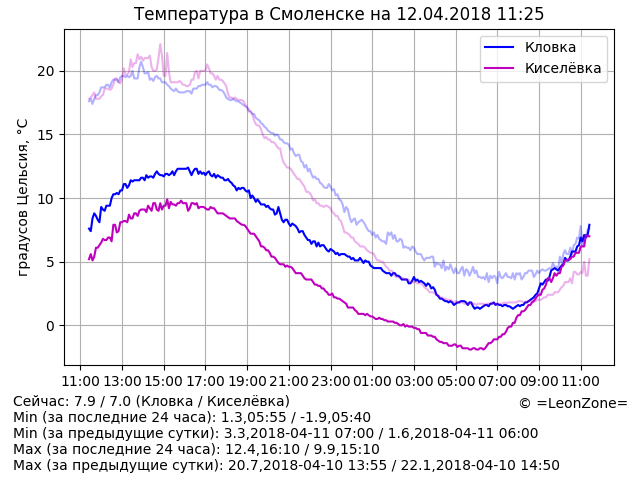 Температура в Смоленске на 12.04.2018 11:25
Кловка
Киселёвка
градусов Цельсия, °C
20
15
10
5
0
11:00 13:00 15:00 17:00 19:00 21:00 23:00 01:00 03:00 05:00 07:00 09:00 11:00
Сейчас: 7.9 / 7.0 (Кловка / Киселёвка)
© =LeonZone=
Min (за последние 24 часа): 1.3,05:55 / -1.9,05:40
Min (за предыдущие сутки): 3.3,2018-04-11 07:00 / 1.6,2018-04-11 06:00
Max (за последние 24 часа): 12.4,16:10 / 9.9,15:10
Max (за предыдущие сутки): 20.7,2018-04-10 13:55 / 22.1,2018-04-10 14:50